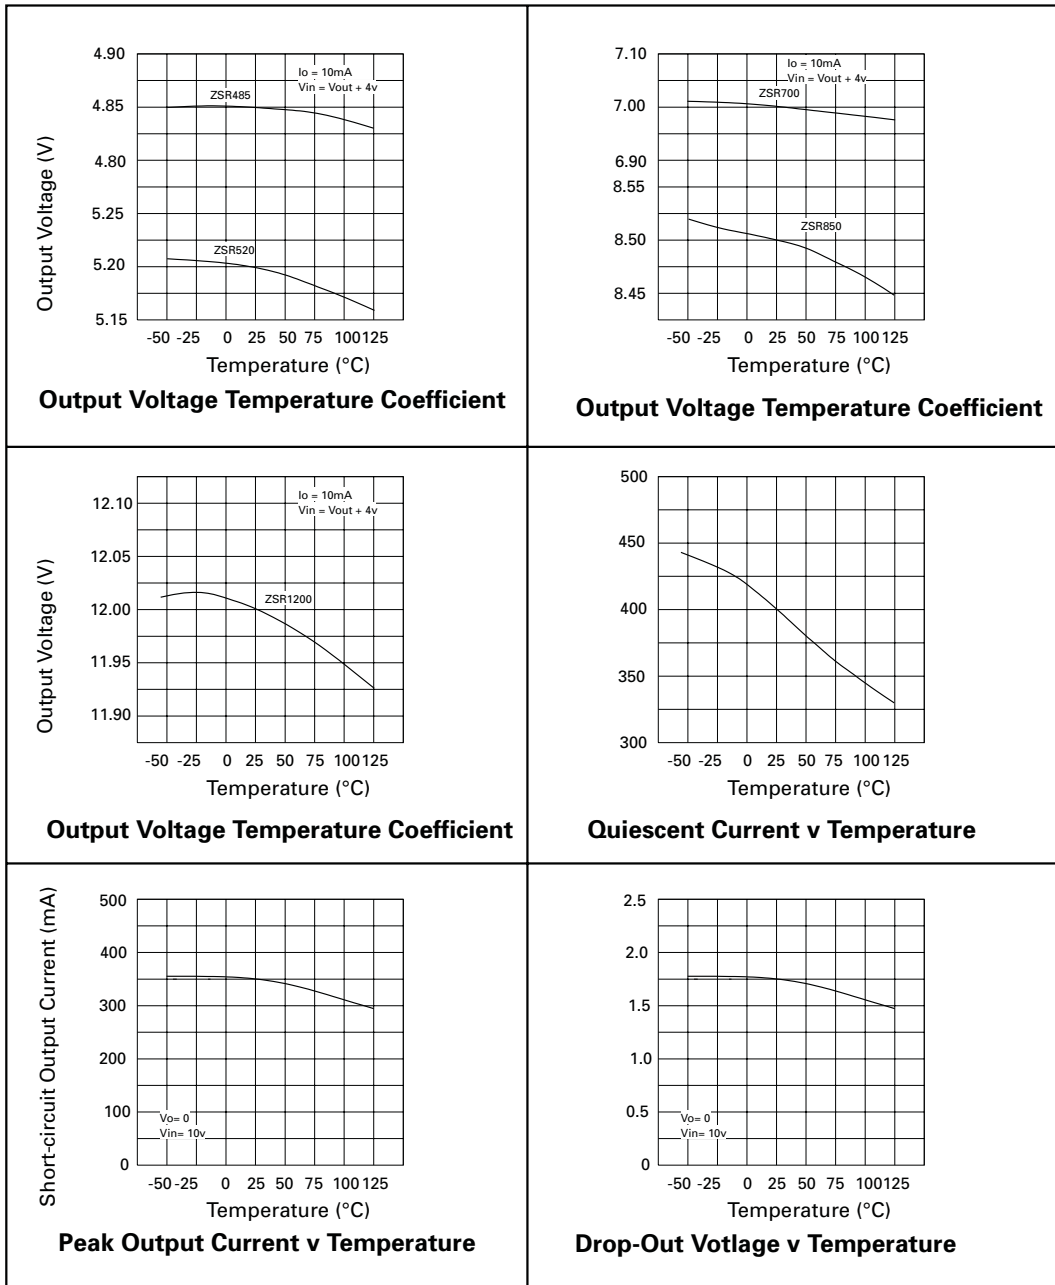 4.90
Io = 10mA
Vin = Vout + 4v
ZSR485
4.85
4.80
5.25
ZSR520
5.20
5.15
Output Voltage (V)
-50 -25 0 25 50 75 100 125
Temperature (°C)
Output Voltage Temperature Coefficient
7.10
Io = 10mA
Vin = Vout + 4v
ZSR700
7.00
6.90
8.55
ZSR850
8.50
8.45
-50 -25 0 25 50 75 100 125
Temperature (°C)
Output Voltage Temperature Coefficient
12.10
Io = 10mA
Vin = Vout + 4v
12.05
12.00
ZSR1200
11.95
11.90
Output Voltage (V)
-50 -25 0 25 50 75 100 125
Temperature (°C)
Output Voltage Temperature Coefficient
500
450
400
350
300
-50 -25 0 25 50 75 100 125
Temperature (°C)
Quiescent Current v Temperature
500
400
300
200
100
0
Vo= 0
Vin= 10v
Short-circuit Output Current (mA)
-50 -25 0 25 50 75 100 125
Temperature (°C)
Peak Output Current v Temperature
2.5
2.0
1.5
1.0
0.5
0
Vo= 0
Vin= 10v
-50 -25 0 25 50 75 100 125
Temperature (°C)
Drop-Out Votlage v Temperature